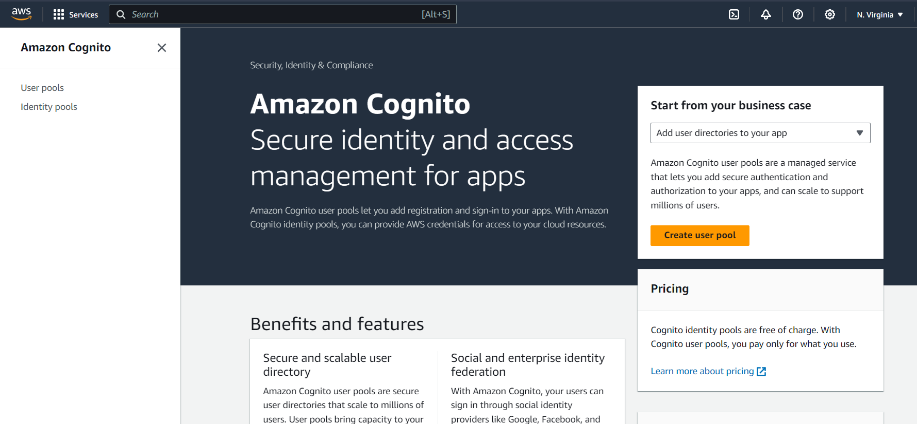 aws
Services
Search
[Alt+S]
N. Virginia
Amazon Cognito
User pools
Identity pools
Security, Identity & Compliance
Amazon Cognito
Secure identity and access
management for apps
Amazon Cognito user pools let you add registration and sign-in to your apps. With Amazon
Cognito identity pools, you can provide AWS credentials for access to your cloud resources.
Start from your business case
Add user directories to your app
Amazon Cognito user pools are a managed service
that lets you add secure authentication and
authorization to your apps, and can scale to support
millions of users.
Create user pool
Pricing
Cognito identity pools are free of charge. With
Cognito user pools, you pay only for what you use.
Learn more about pricing
Benefits and features
Secure and scalable user
directory
Amazon Cognito user pools are secure
user directories that scale to millions of
users. User pools bring capacity to your
Social and enterprise identity
federation
With Amazon Cognito, your users can
sign in through social identity
providers like Google, Facebook, and